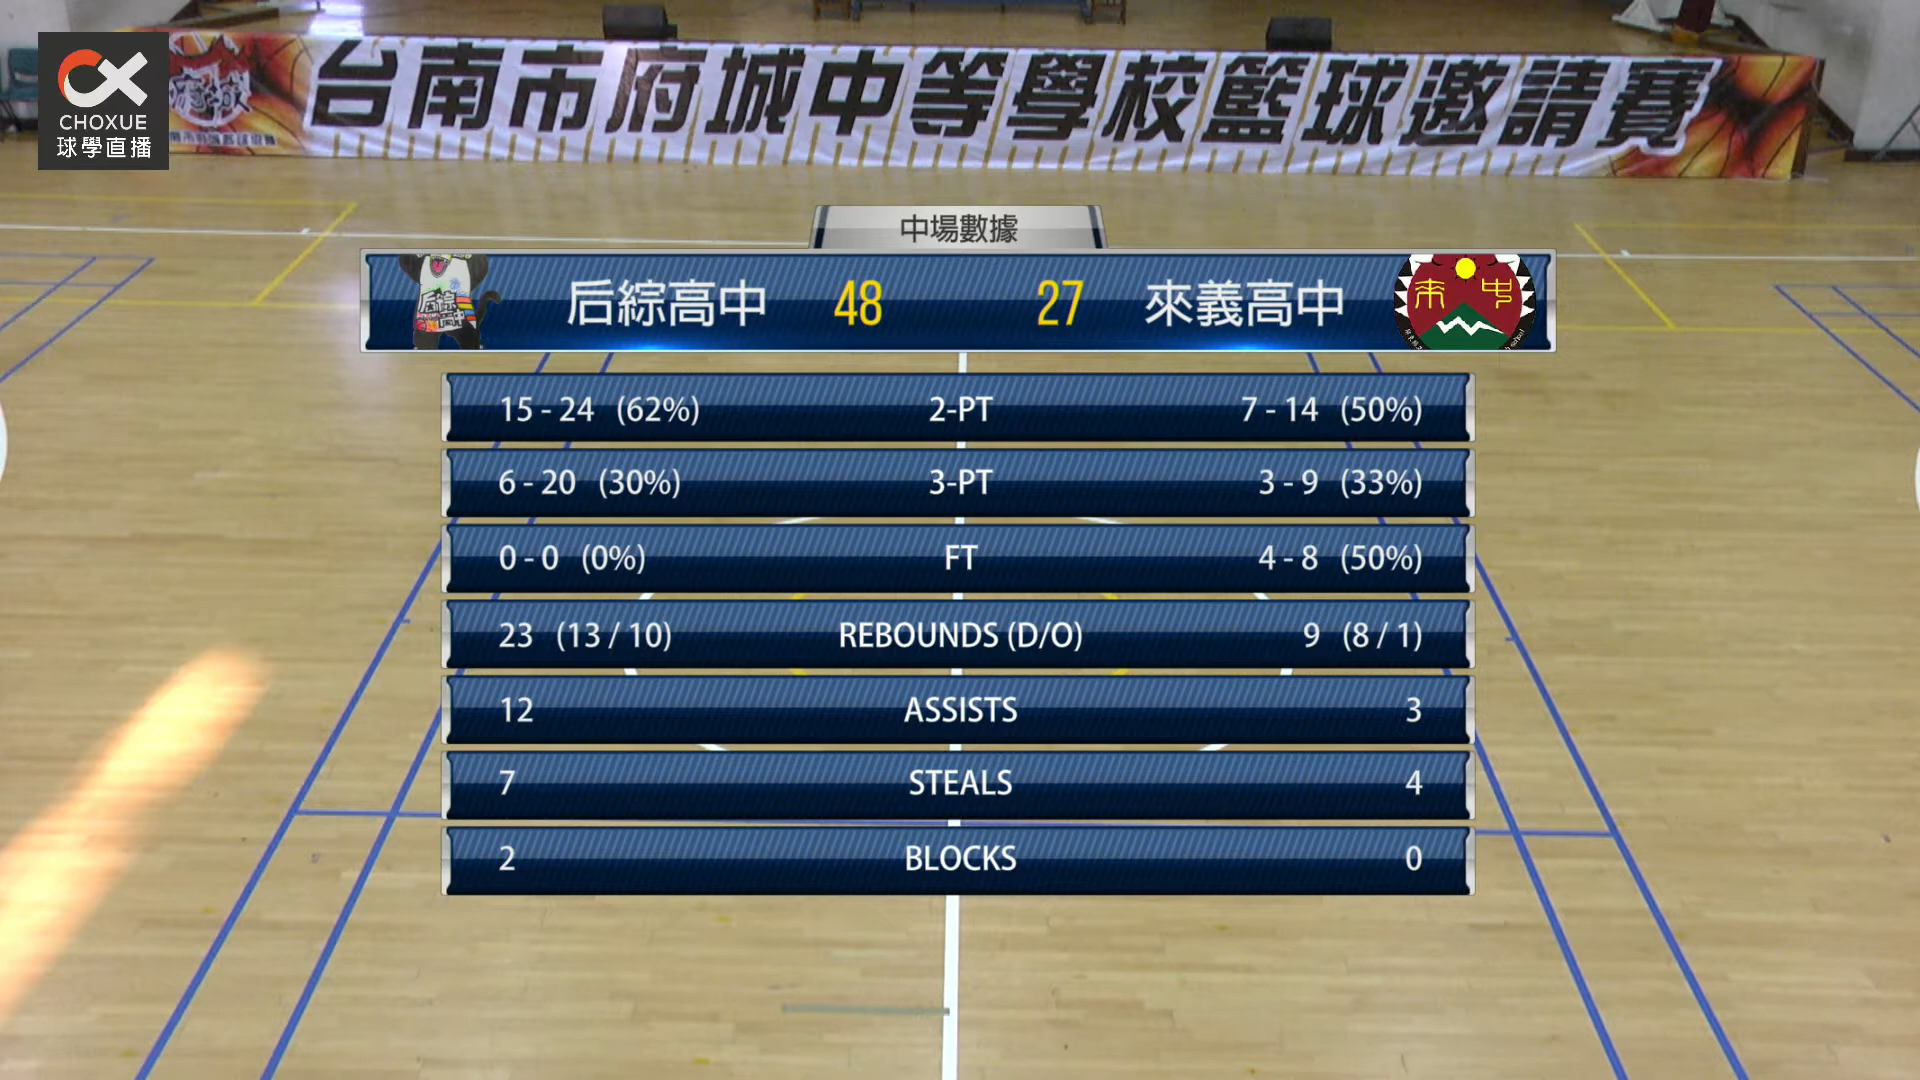 台南市府城中等學校籃球邀請賽
CHOXUE
球學直播
中場數據
后綜高中 48 27 來義高中
15 - 24 (62%) 2-PT 7 - 14 (50%)
6 - 20 (30%) 3-PT 3 - 9 (33%)
0 - 0 (0%) FT 4 - 8 (50%)
23 (13 / 10) REBOUNDS (D/O) 9 (8 / 1)
12 ASSISTS 3
7 STEALS 4
2 BLOCKS 0